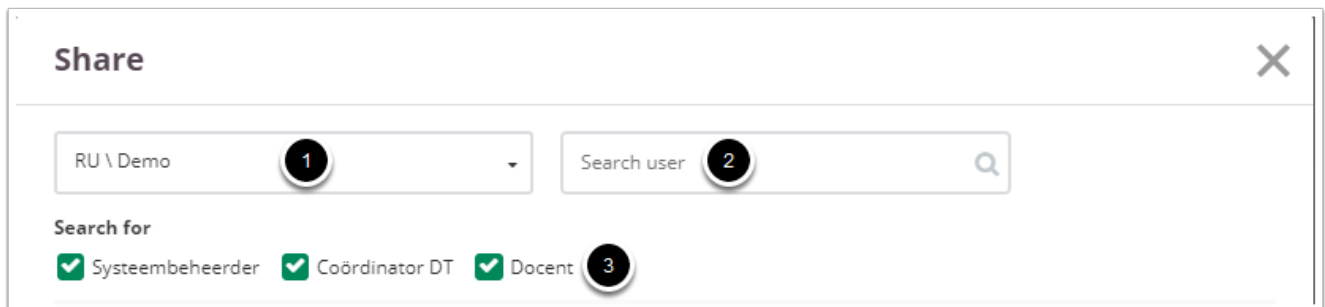 Share
RU \ Demo 1 Search user 2
Search for
Systeembeheerder Coördinator DT Docent 3